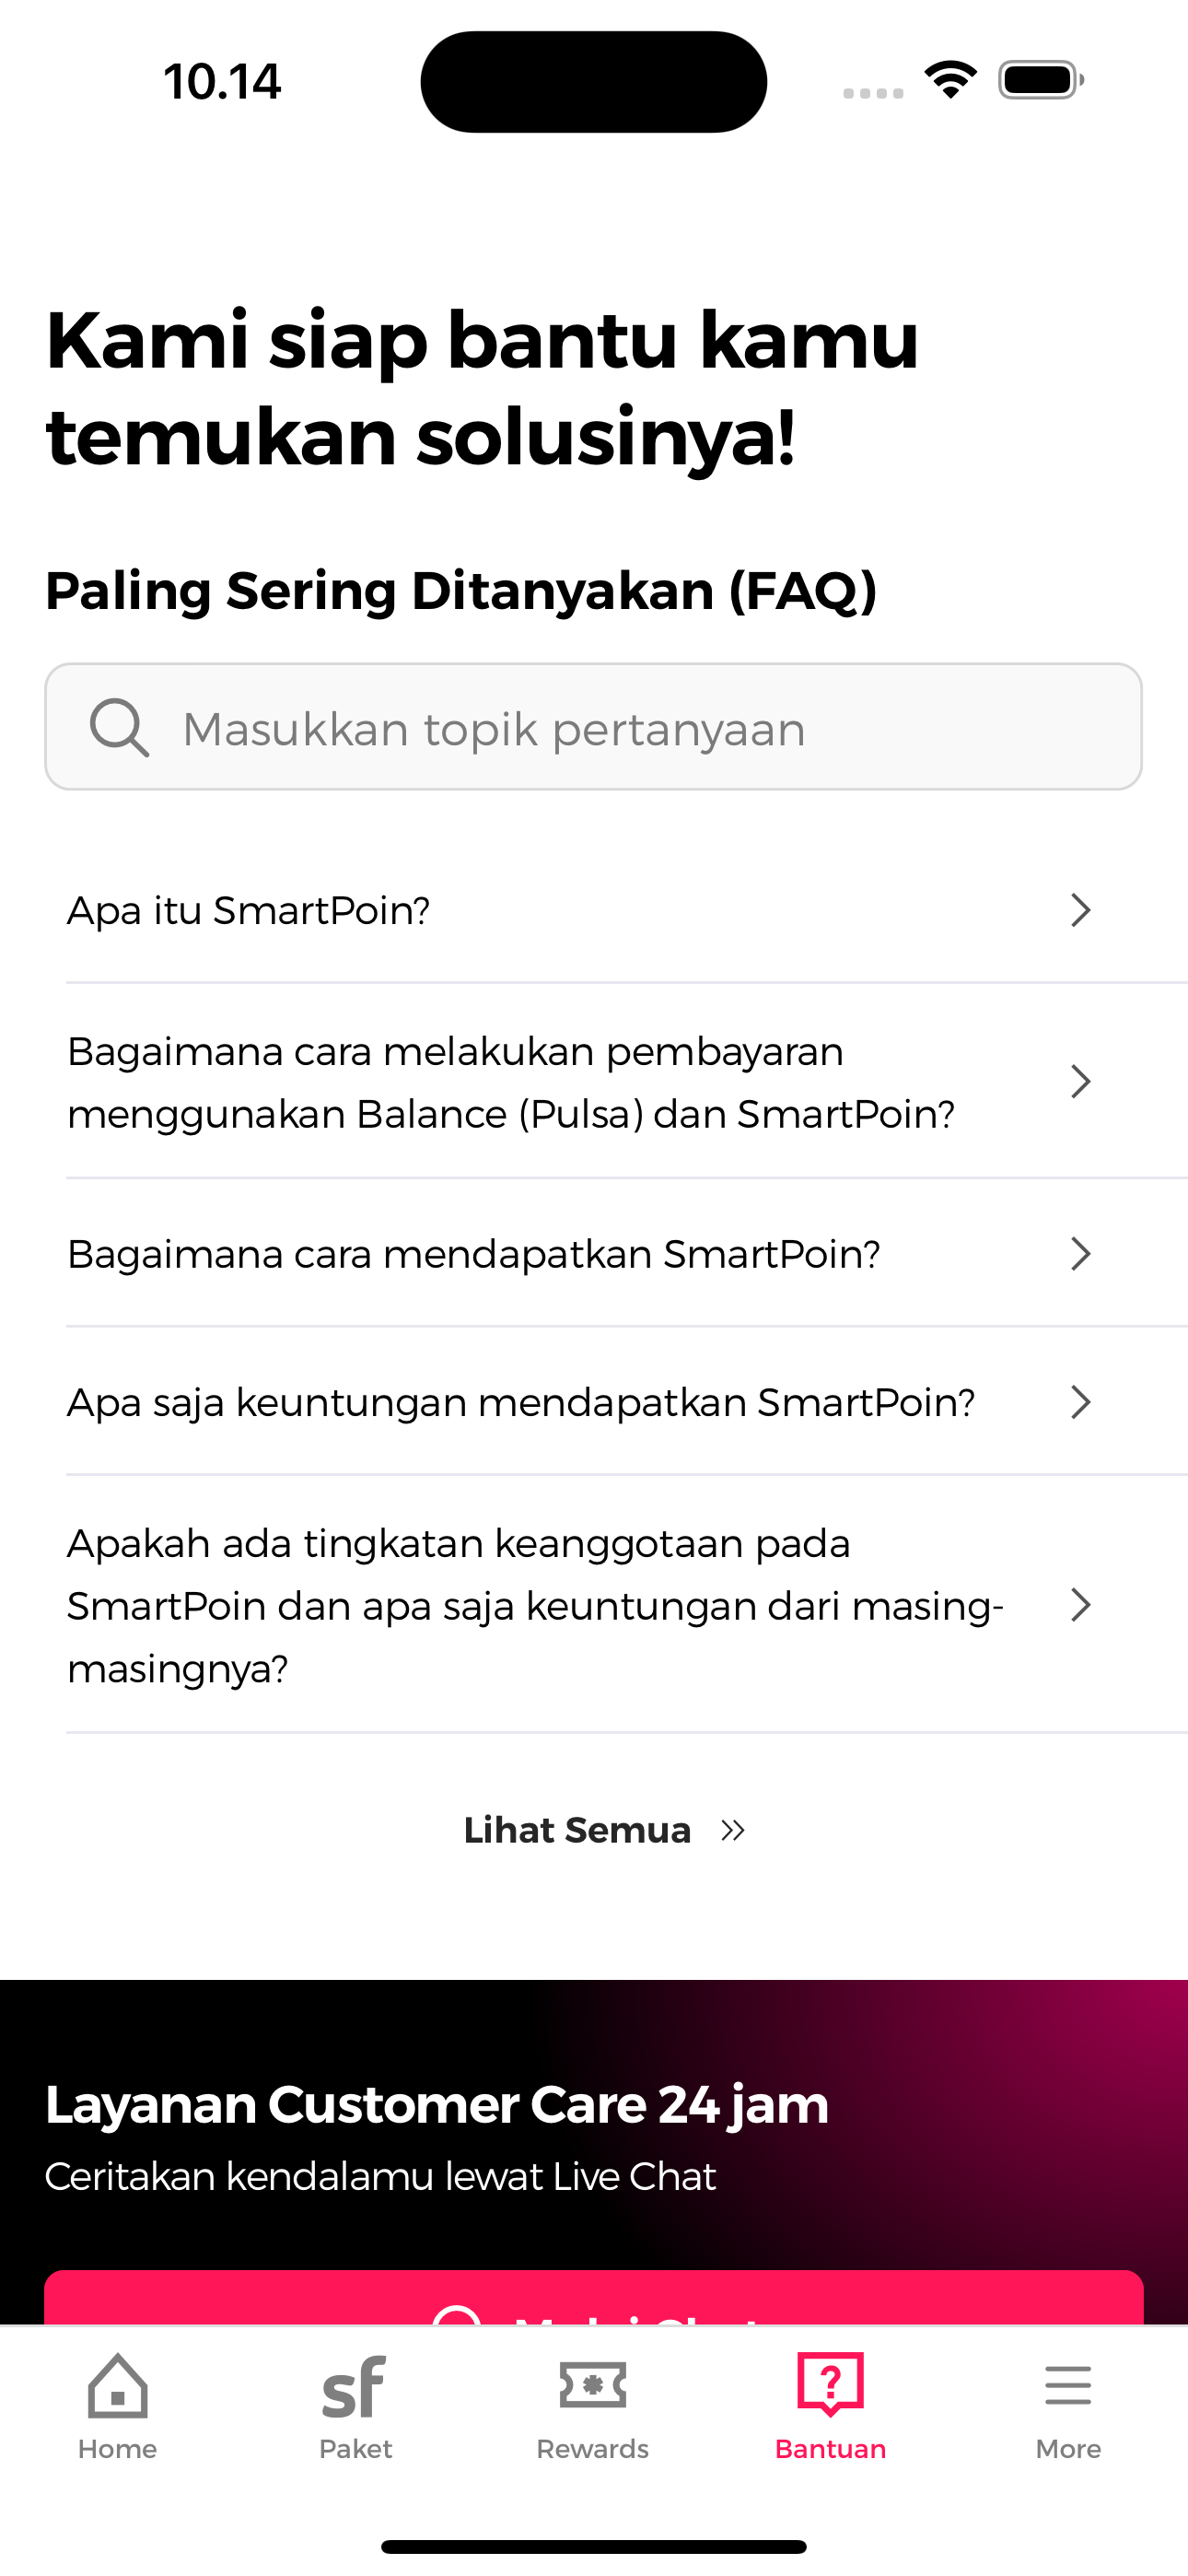 10.14
Kami siap bantu kamu
temukan solusinya!
Paling Sering Ditanyakan (FAQ)
Masukkan topik pertanyaan
Apa itu SmartPoin?
Bagaimana cara melakukan pembayaran
menggunakan Balance (Pulsa) dan SmartPoin?
Bagaimana cara mendapatkan SmartPoin?
Apa saja keuntungan mendapatkan SmartPoin?
Apakah ada tingkatan keanggotaan pada
SmartPoin dan apa saja keuntungan dari masing-
masingnya?
Lihat Semua
Layanan Customer Care 24 jam
Ceritakan kendalamu lewat Live Chat
sf
Home
Paket
Rewards
Bantuan
More